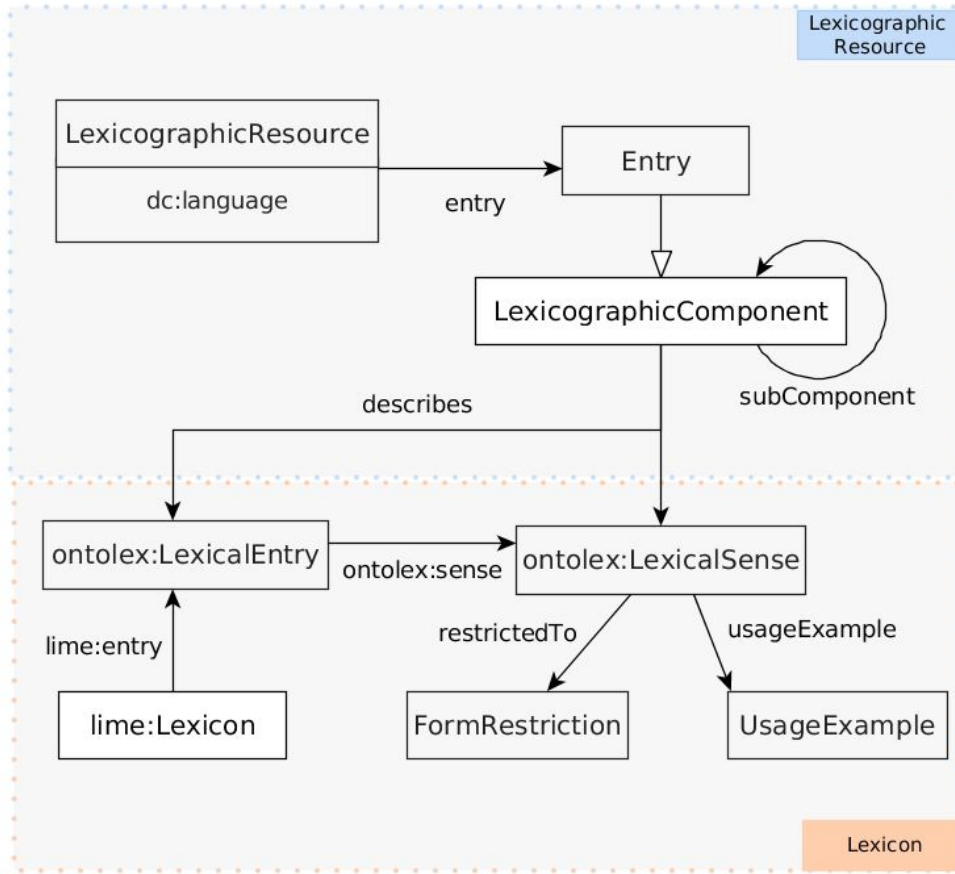 Lexicographic
Resource
LexicographicResource
dc:language
entry
Entry
LexicographicComponent
subComponent
describes
ontolex:LexicalEntry
ontolex:sense
ontolex:LexicalSense
lime:entry
restrictedTo
usageExample
lime:Lexicon
FormRestriction
UsageExample
Lexicon